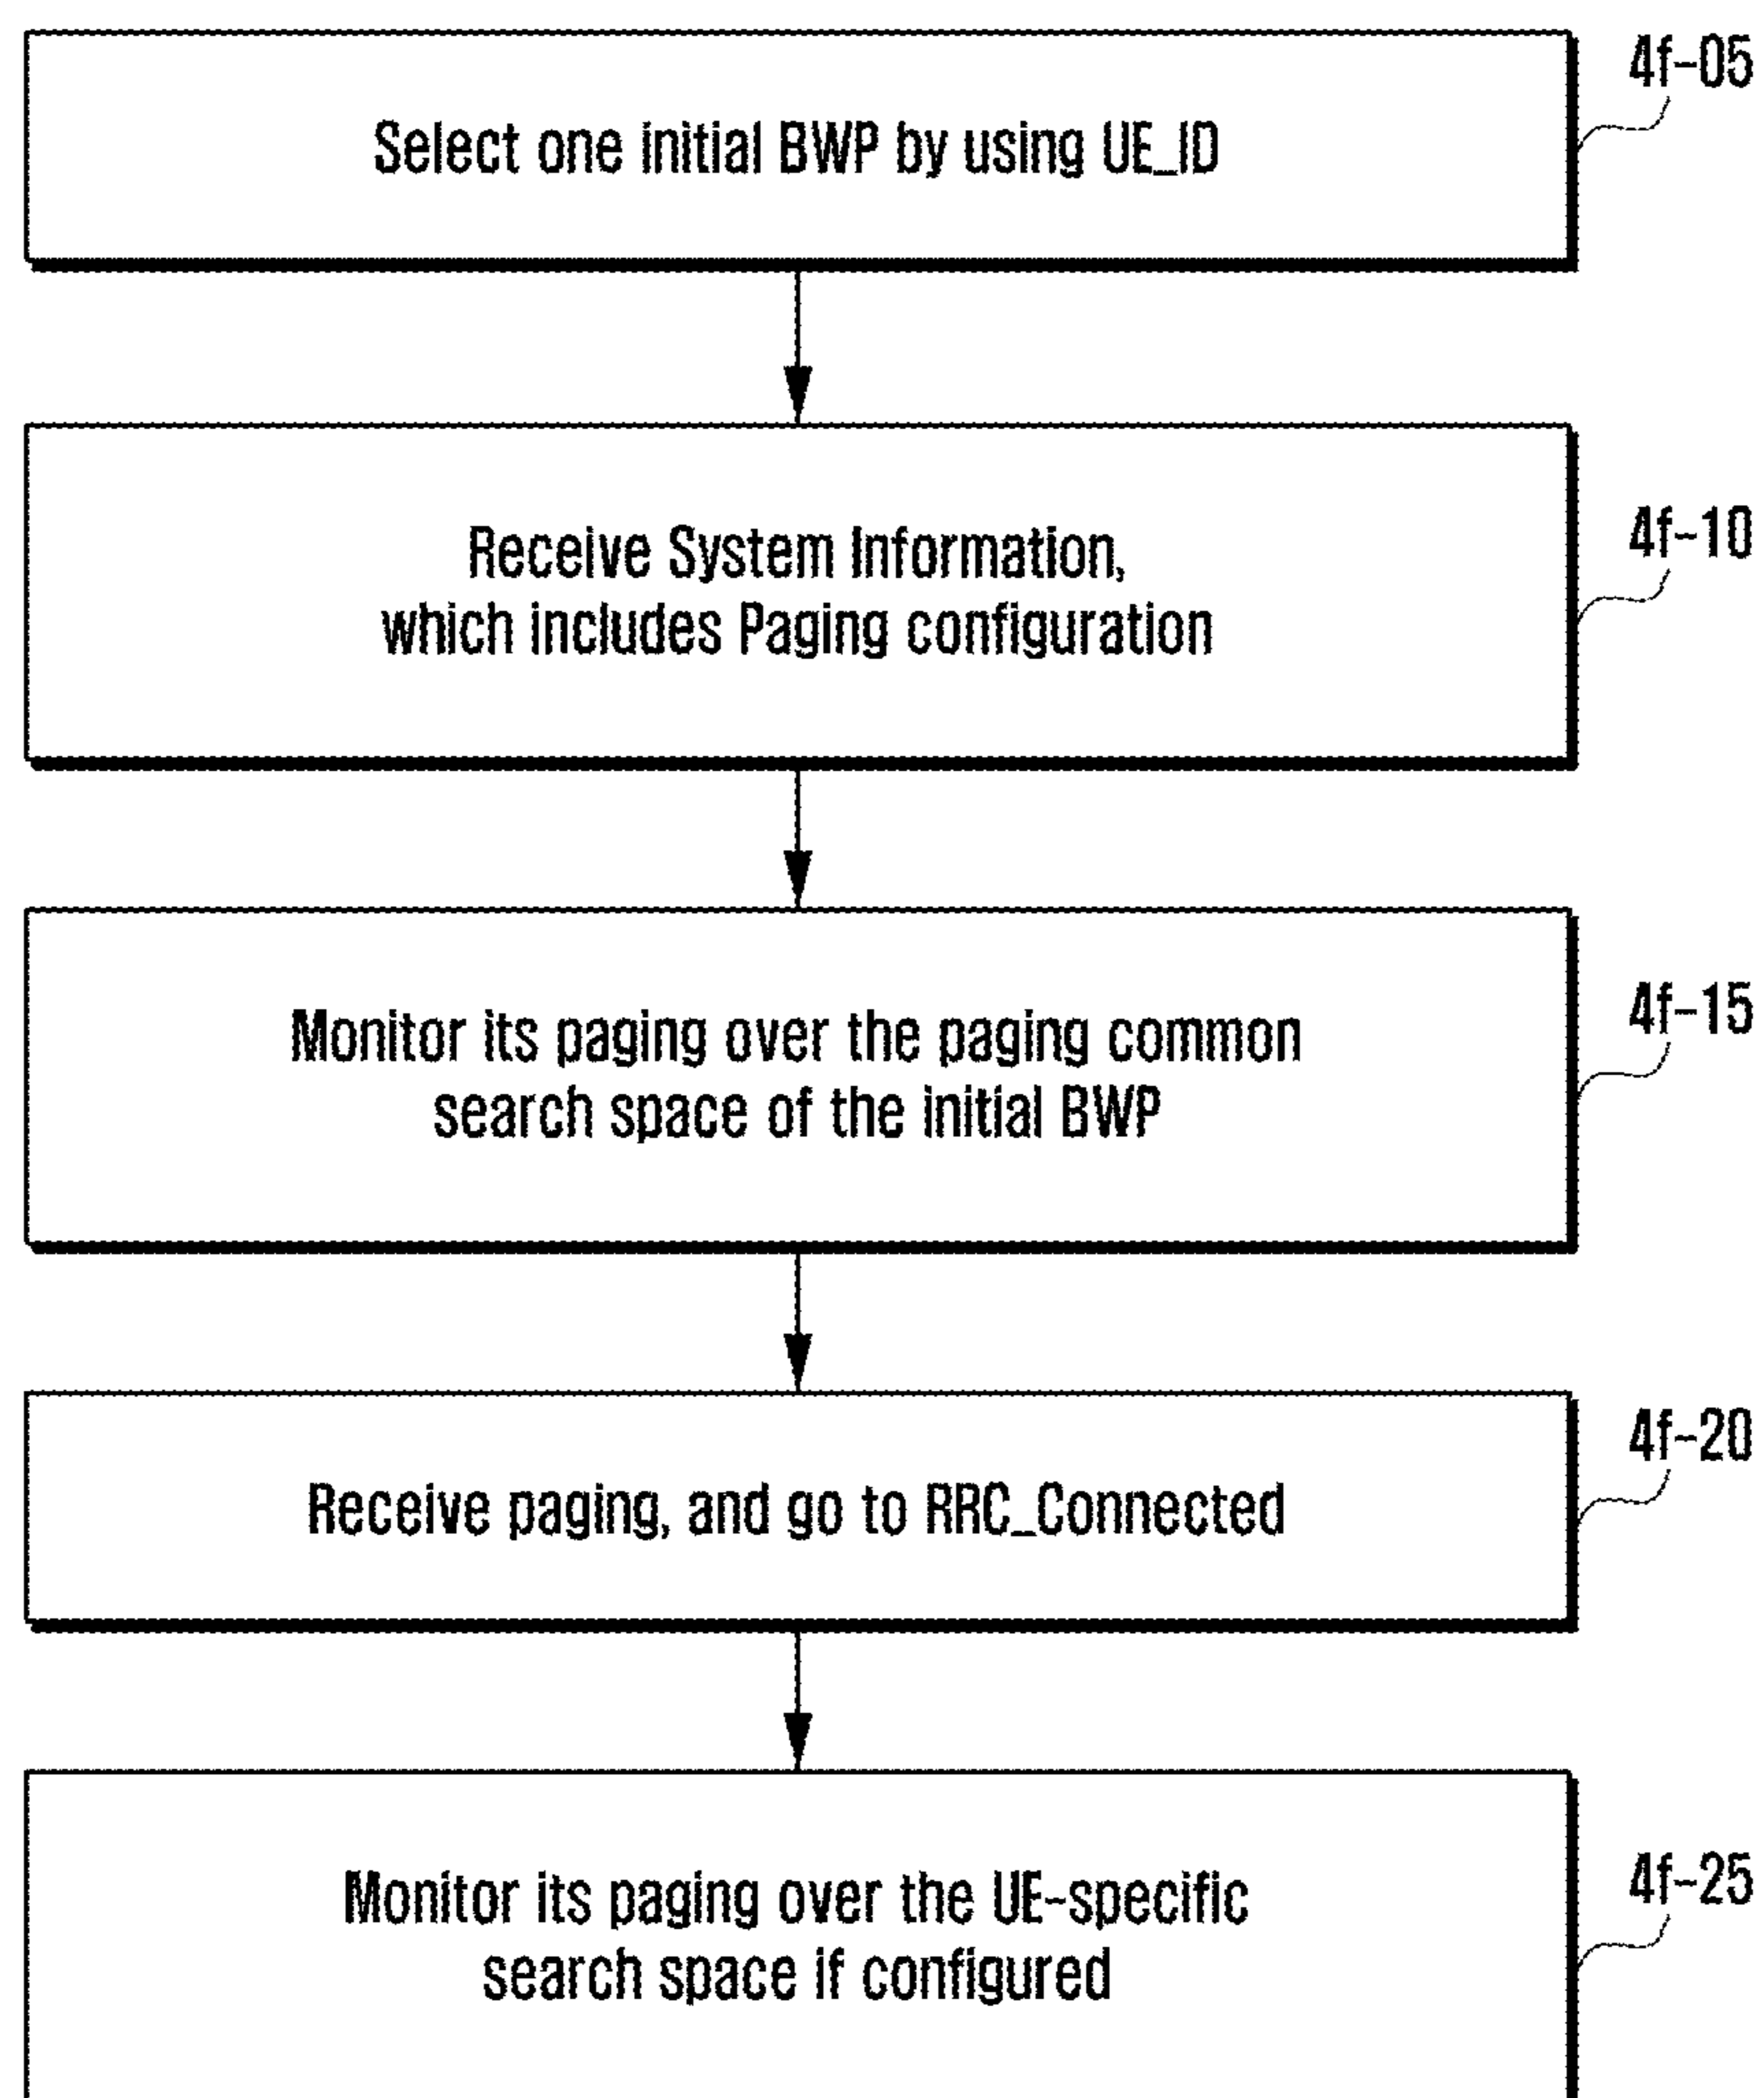 4f-05
Select one initial BWP by using UE_ID
4f-10
Receive System Information,
which includes Paging configuration
4f-15
Monitor its paging over the paging common
search space of the initial BWP
4f-20
Receive paging, and go to RRC_Connected
4f-25
Monitor its paging over the UE-specific
search space if configured